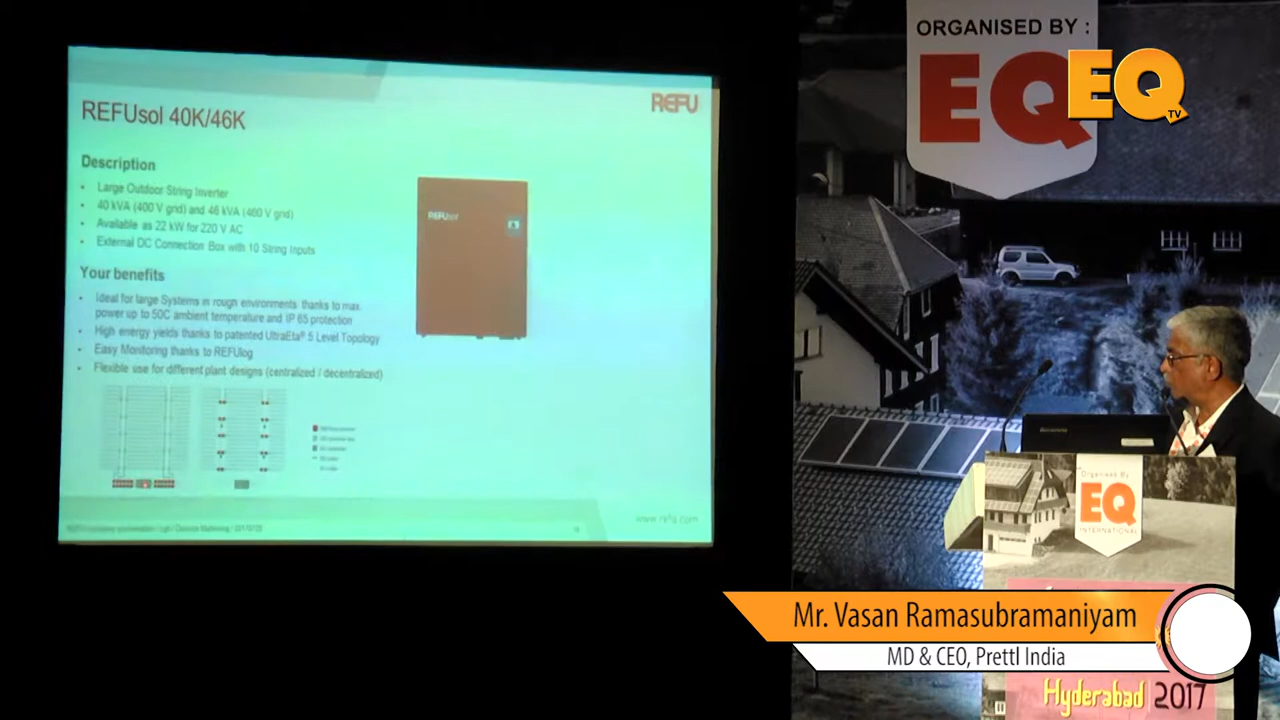 REFUsol 40K/46K
REFU
Description
• Large Outdoor String Inverter
• 40 kVA (400 V grid) and 46 kVA (460 V grid)
• Available as 22 kW for 220 V AC
• External DC Connection Box with 10 String Inputs
Your benefits
• Ideal for large Systems in rough environments thanks to max.
power up to 50C ambient temperature and IP 65 protection
• High energy yields thanks to patented UltraEta® 5 Level Topology
• Easy Monitoring thanks to REFUlog
• Flexible use for different plant designs (centralized / decentralized)
REFUsol
www.refu.com
ORGANISED BY :
EQ
EQ
TV
Organised By
EQ
INTERNATIONAL
Mr. Vasan Ramasubramaniyam
MD & CEO, Prettl India
Hyderabad 2017